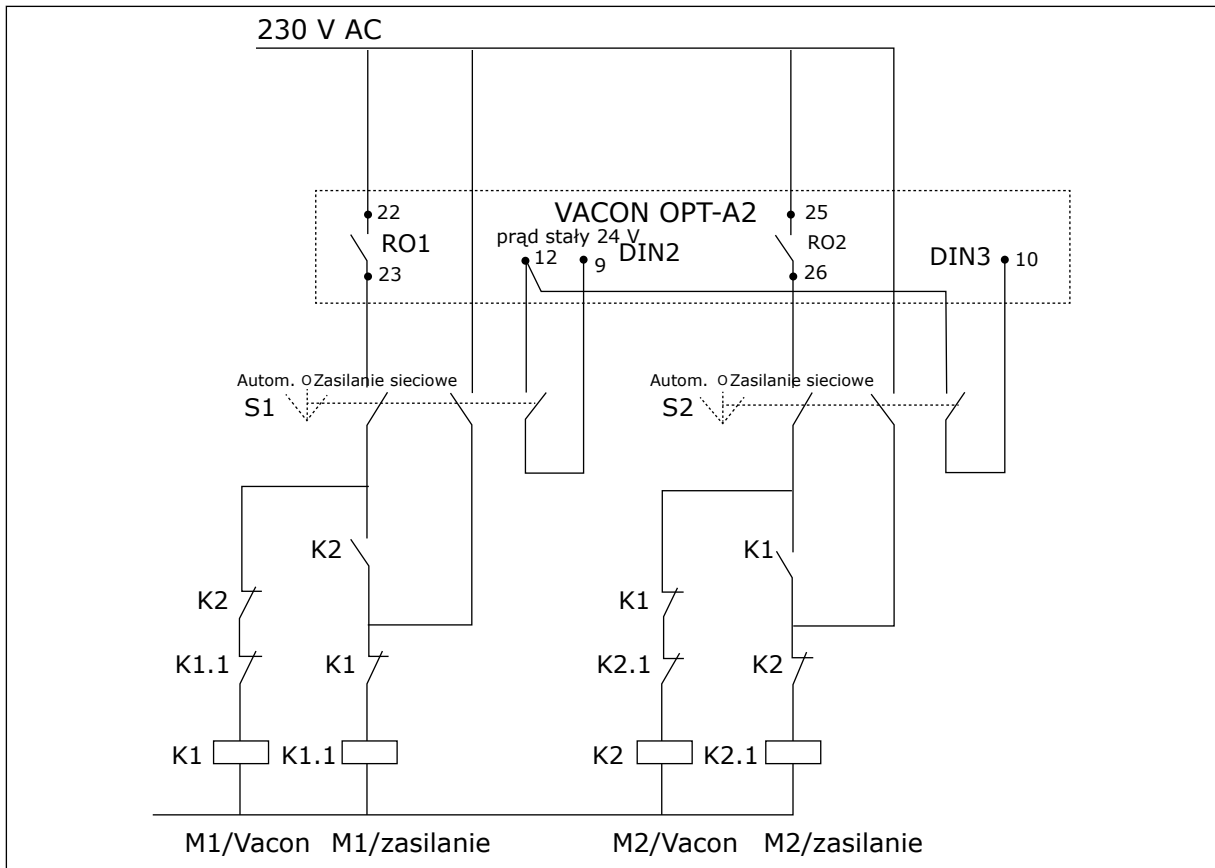 230 V AC
22
VACON OPT-A2
25
RO1
prąd stały 24 V
DIN2
RO2
DIN3
23
12
9
26
10
Autom. O Zasilanie sieciowe
S1
Autom. O Zasilanie sieciowe
S2
K2
K1
K2
K1
K1.1
K1
K2.1
K2
K1
K1.1
K2
K2.1
M1/Vacon
M1/zasilanie
M2/Vacon
M2/zasilanie